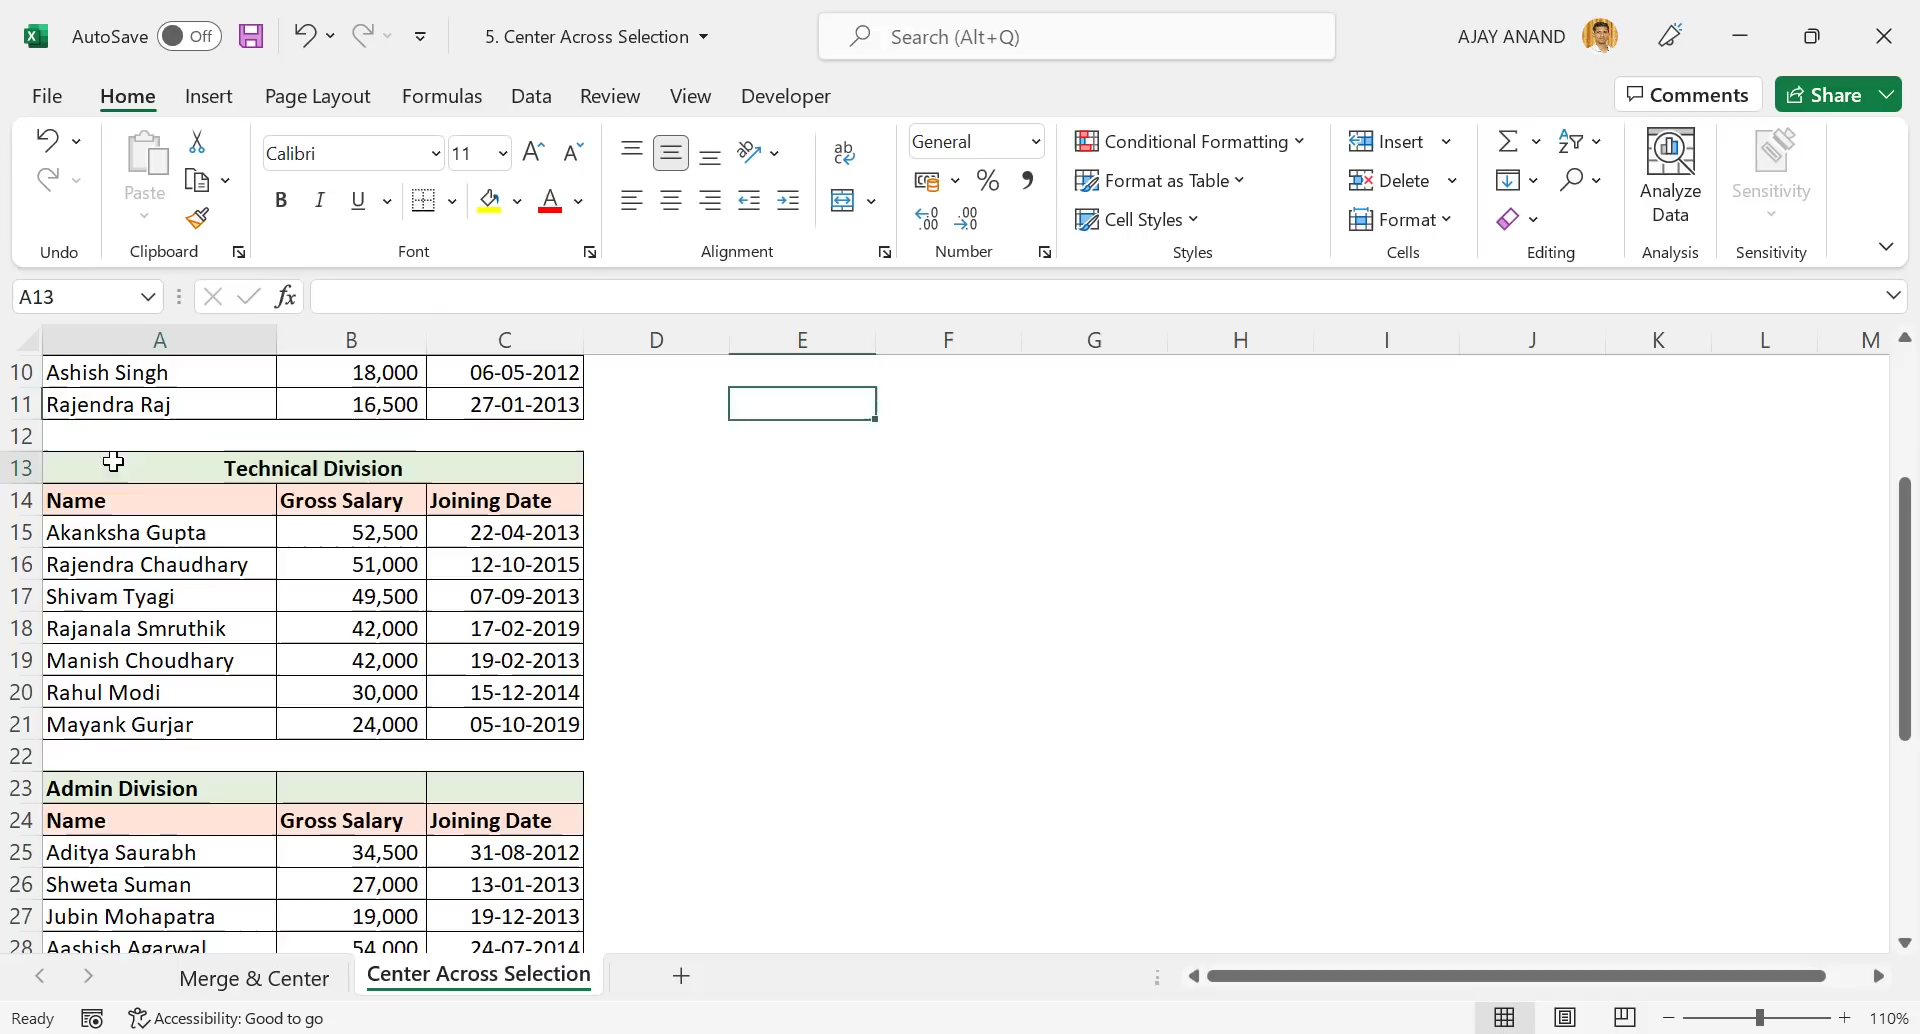 AutoSave Off 5. Center Across Selection Search (Alt+Q) AJAY ANAND
File Home Insert Page Layout Formulas Data Review View Developer Comments Share
Paste Calibri 11 A A ab General Conditional Formatting Insert Σ Analyze Data Sensitivity
B I U A % , Format as Table Delete
.00 .00 Cell Styles Format
Undo Clipboard Font Alignment Number Styles Cells Editing Analysis Sensitivity
A13 fx
A B C D E F G H I J K L M
10 Ashish Singh 18,000 06-05-2012
11 Rajendra Raj 16,500 27-01-2013
12
13 Technical Division
14 Name Gross Salary Joining Date
15 Akanksha Gupta 52,500 22-04-2013
16 Rajendra Chaudhary 51,000 12-10-2015
17 Shivam Tyagi 49,500 07-09-2013
18 Rajanala Smruthik 42,000 17-02-2019
19 Manish Choudhary 42,000 19-02-2013
20 Rahul Modi 30,000 15-12-2014
21 Mayank Gurjar 24,000 05-10-2019
22
23 Admin Division
24 Name Gross Salary Joining Date
25 Aditya Saurabh 34,500 31-08-2012
26 Shweta Suman 27,000 13-01-2013
27 Jubin Mohapatra 19,000 19-12-2013
28 Aashish Agarwal 54,000 24-07-2014
Merge & Center Center Across Selection
Ready Accessibility: Good to go 110%